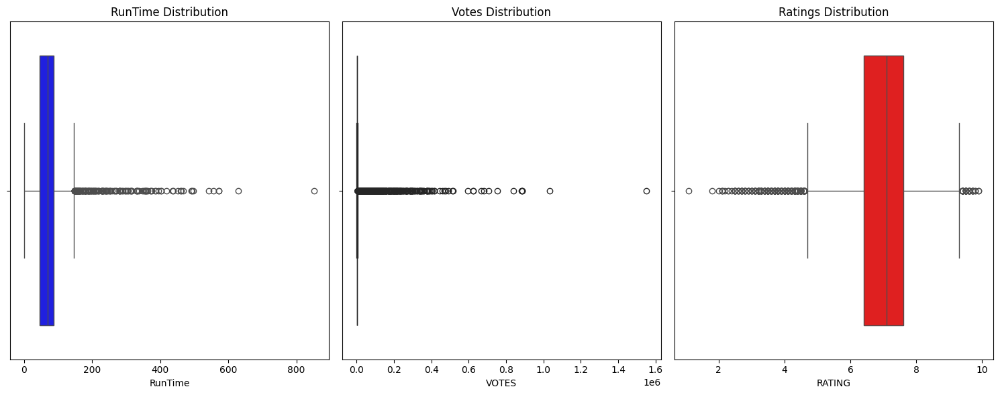 RunTime Distribution
Votes Distribution
Ratings Distribution
0 200 400 600 800
RunTime
0.0 0.2 0.4 0.6 0.8 1.0 1.2 1.4 1.6
1e6
VOTES
2 4 6 8 10
RATING